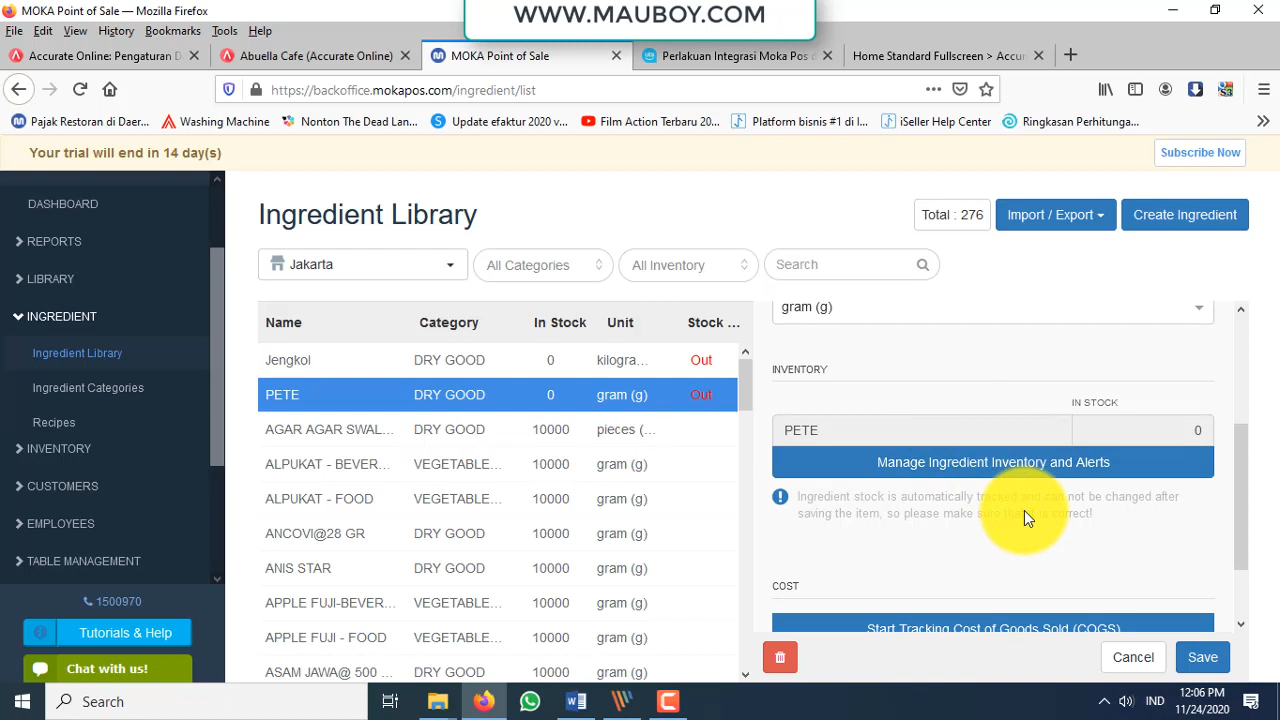 MOKA Point of Sale - Mozilla Firefox
WWW.MAUBOY.COM
File Edit View History Bookmarks Tools Help
Accurate Online: Pengaturan D
Abuella Cafe (Accurate Online)
MOKA Point of Sale
Perlakuan Integrasi Moka Pos d
Home Standard Fullscreen > Accur
https://backoffice.mokapos.com/ingredient/list
Pajak Restoran di Daer...
Washing Machine
Nonton The Dead Lan...
Update efaktur 2020 v...
Film Action Terbaru 20...
Platform bisnis #1 di I...
iSeller Help Center
Ringkasan Perhitunga...
Your trial will end in 14 day(s)
Subscribe Now
DASHBOARD
REPORTS
LIBRARY
INGREDIENT
Ingredient Library
Ingredient Categories
Recipes
INVENTORY
CUSTOMERS
EMPLOYEES
TABLE MANAGEMENT
1500970
Tutorials & Help
Chat with us!
Ingredient Library
Total : 276
Import / Export
Create Ingredient
Jakarta
All Categories
All Inventory
Search
Name Category In Stock Unit Stock ...
Jengkol DRY GOOD 0 kilogra... Out
PETE DRY GOOD 0 gram (g) Out
AGAR AGAR SWAL... DRY GOOD 10000 pieces (...
ALPUKAT - BEVER... VEGETABLE... 10000 gram (g)
ALPUKAT - FOOD VEGETABLE... 10000 gram (g)
ANCOVI@28 GR DRY GOOD 10000 gram (g)
ANIS STAR DRY GOOD 10000 gram (g)
APPLE FUJI-BEVER... VEGETABLE... 10000 gram (g)
APPLE FUJI - FOOD VEGETABLE... 10000 gram (g)
ASAM JAWA@ 500 ... DRY GOOD 10000 gram (g)
gram (g)
INVENTORY
IN STOCK
PETE 0
Manage Ingredient Inventory and Alerts
Ingredient stock is automatically tracked and can not be changed after
saving the item, so please make sure that it is correct!
COST
Start Tracking Cost of Goods Sold (COGS)
Cancel
Save
Search
IND
12:06 PM
11/24/2020